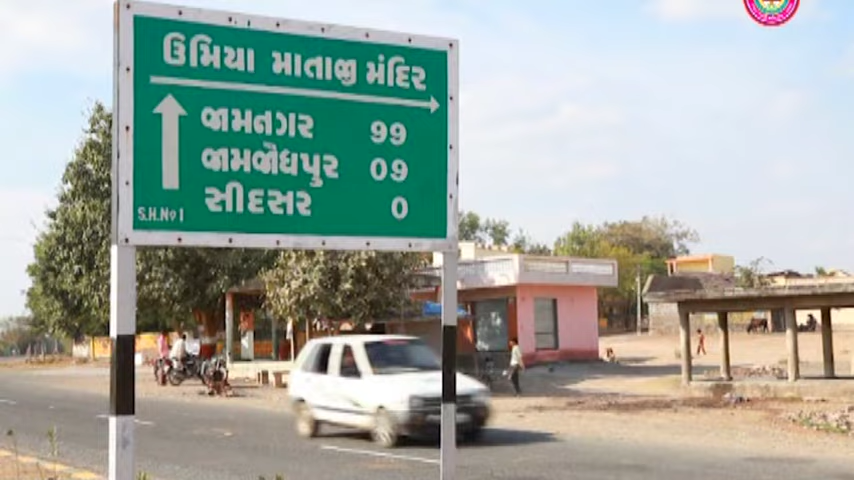 ઉમિયા માતાજી મંદિર
જામનગર 99
જામજોધપુર 09
સીદસર 0
S.H.No 1